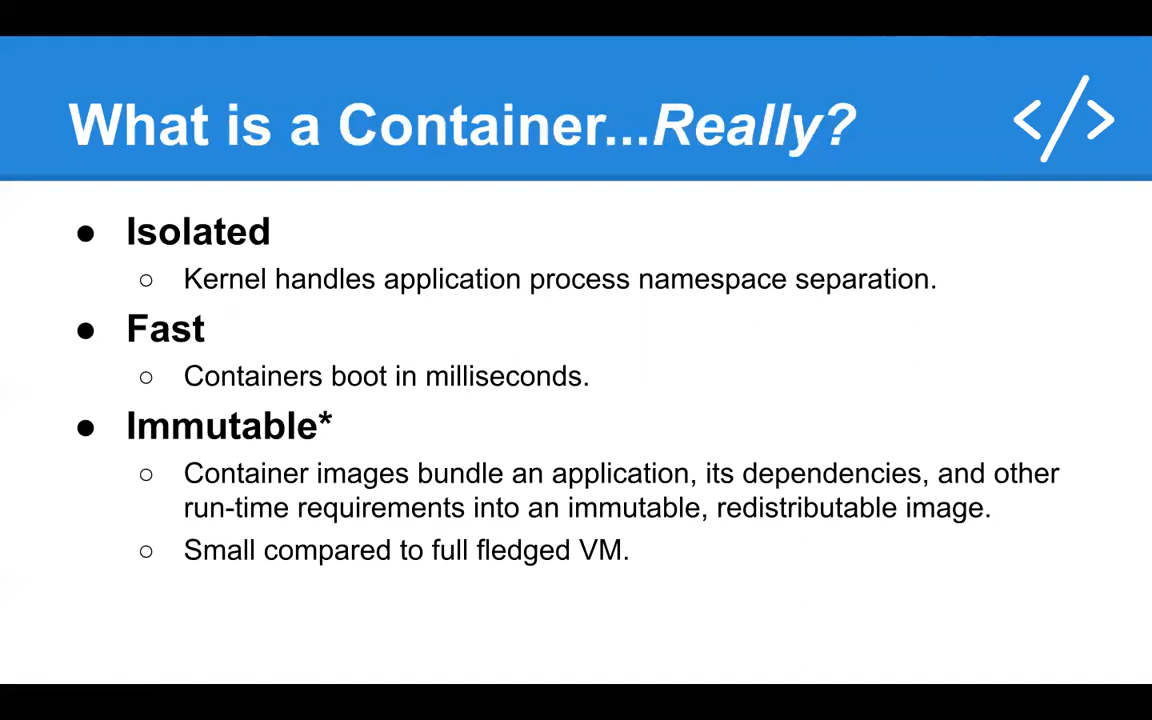 What is a Container...Really?
</>
● Isolated
○ Kernel handles application process namespace separation.
● Fast
○ Containers boot in milliseconds.
● Immutable*
○ Container images bundle an application, its dependencies, and other
run-time requirements into an immutable, redistributable image.
○ Small compared to full fledged VM.